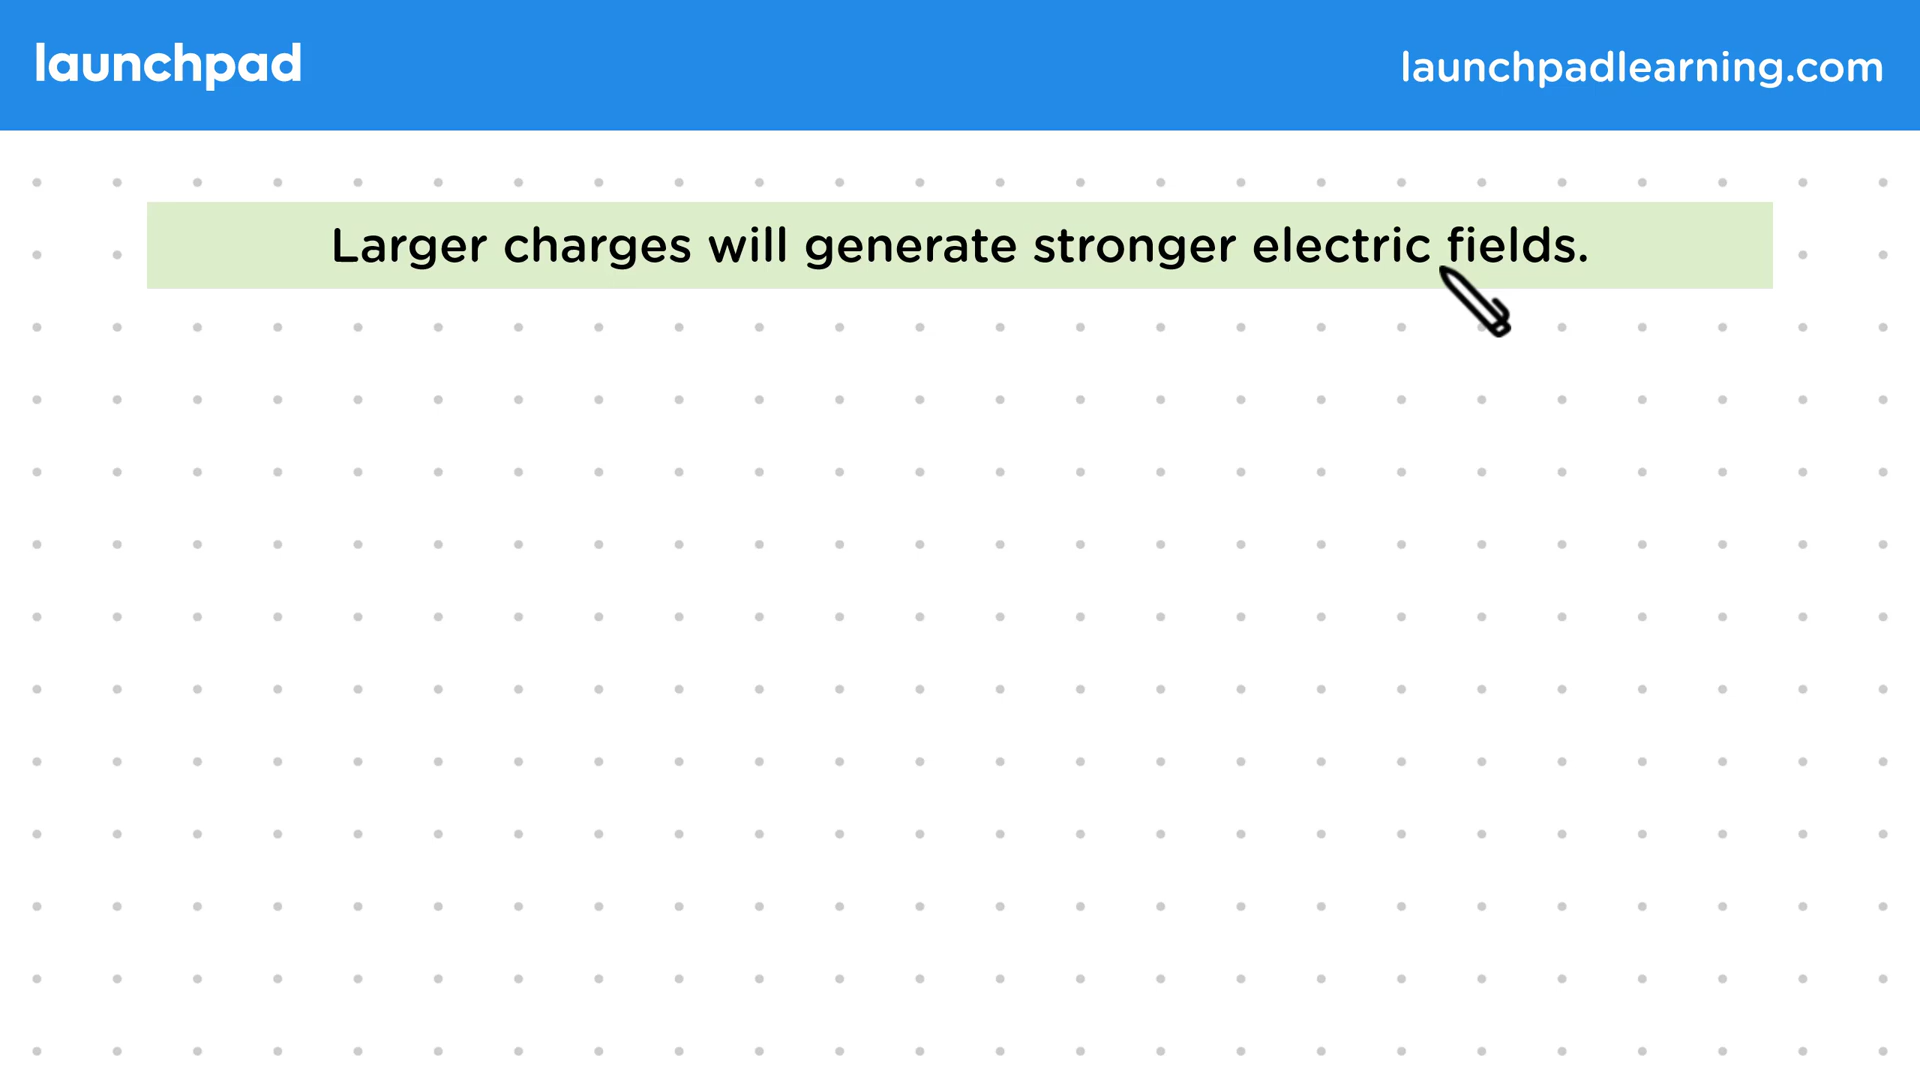 launchpad
launchpadlearning.com
Larger charges will generate stronger electric fields.